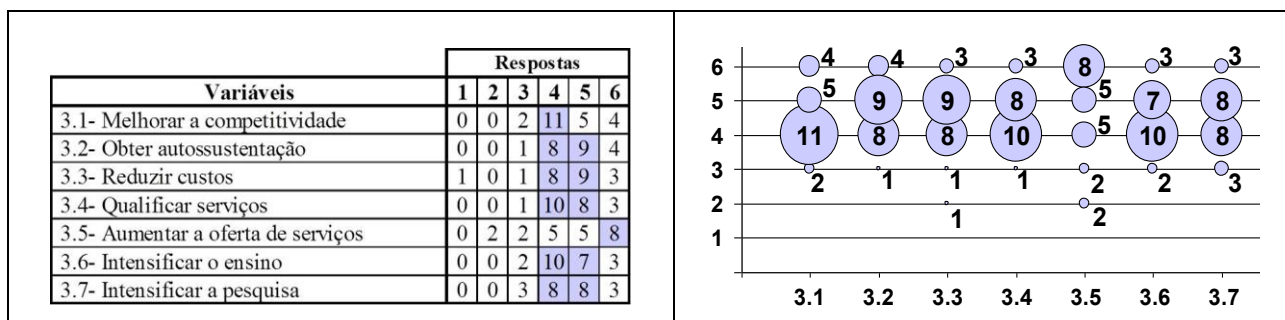 Respostas
Variáveis 1 2 3 4 5 6
3.1- Melhorar a competitividade 0 0 2 11 5 4
3.2- Obter autossustentação 0 0 1 8 9 4
3.3- Reduzir custos 1 0 1 8 9 3
3.4- Qualificar serviços 0 0 1 10 8 3
3.5- Aumentar a oferta de serviços 0 2 2 5 5 8
3.6- Intensificar o ensino 0 0 2 10 7 3
3.7- Intensificar a pesquisa 0 0 3 8 8 3
6 4 4 3 3 8 3 3
5 5 9 9 8 5 7 8
4 11 8 8 10 5 10 8
3 2 1 1 1 2 2 3
2 1 2
1
3.1 3.2 3.3 3.4 3.5 3.6 3.7